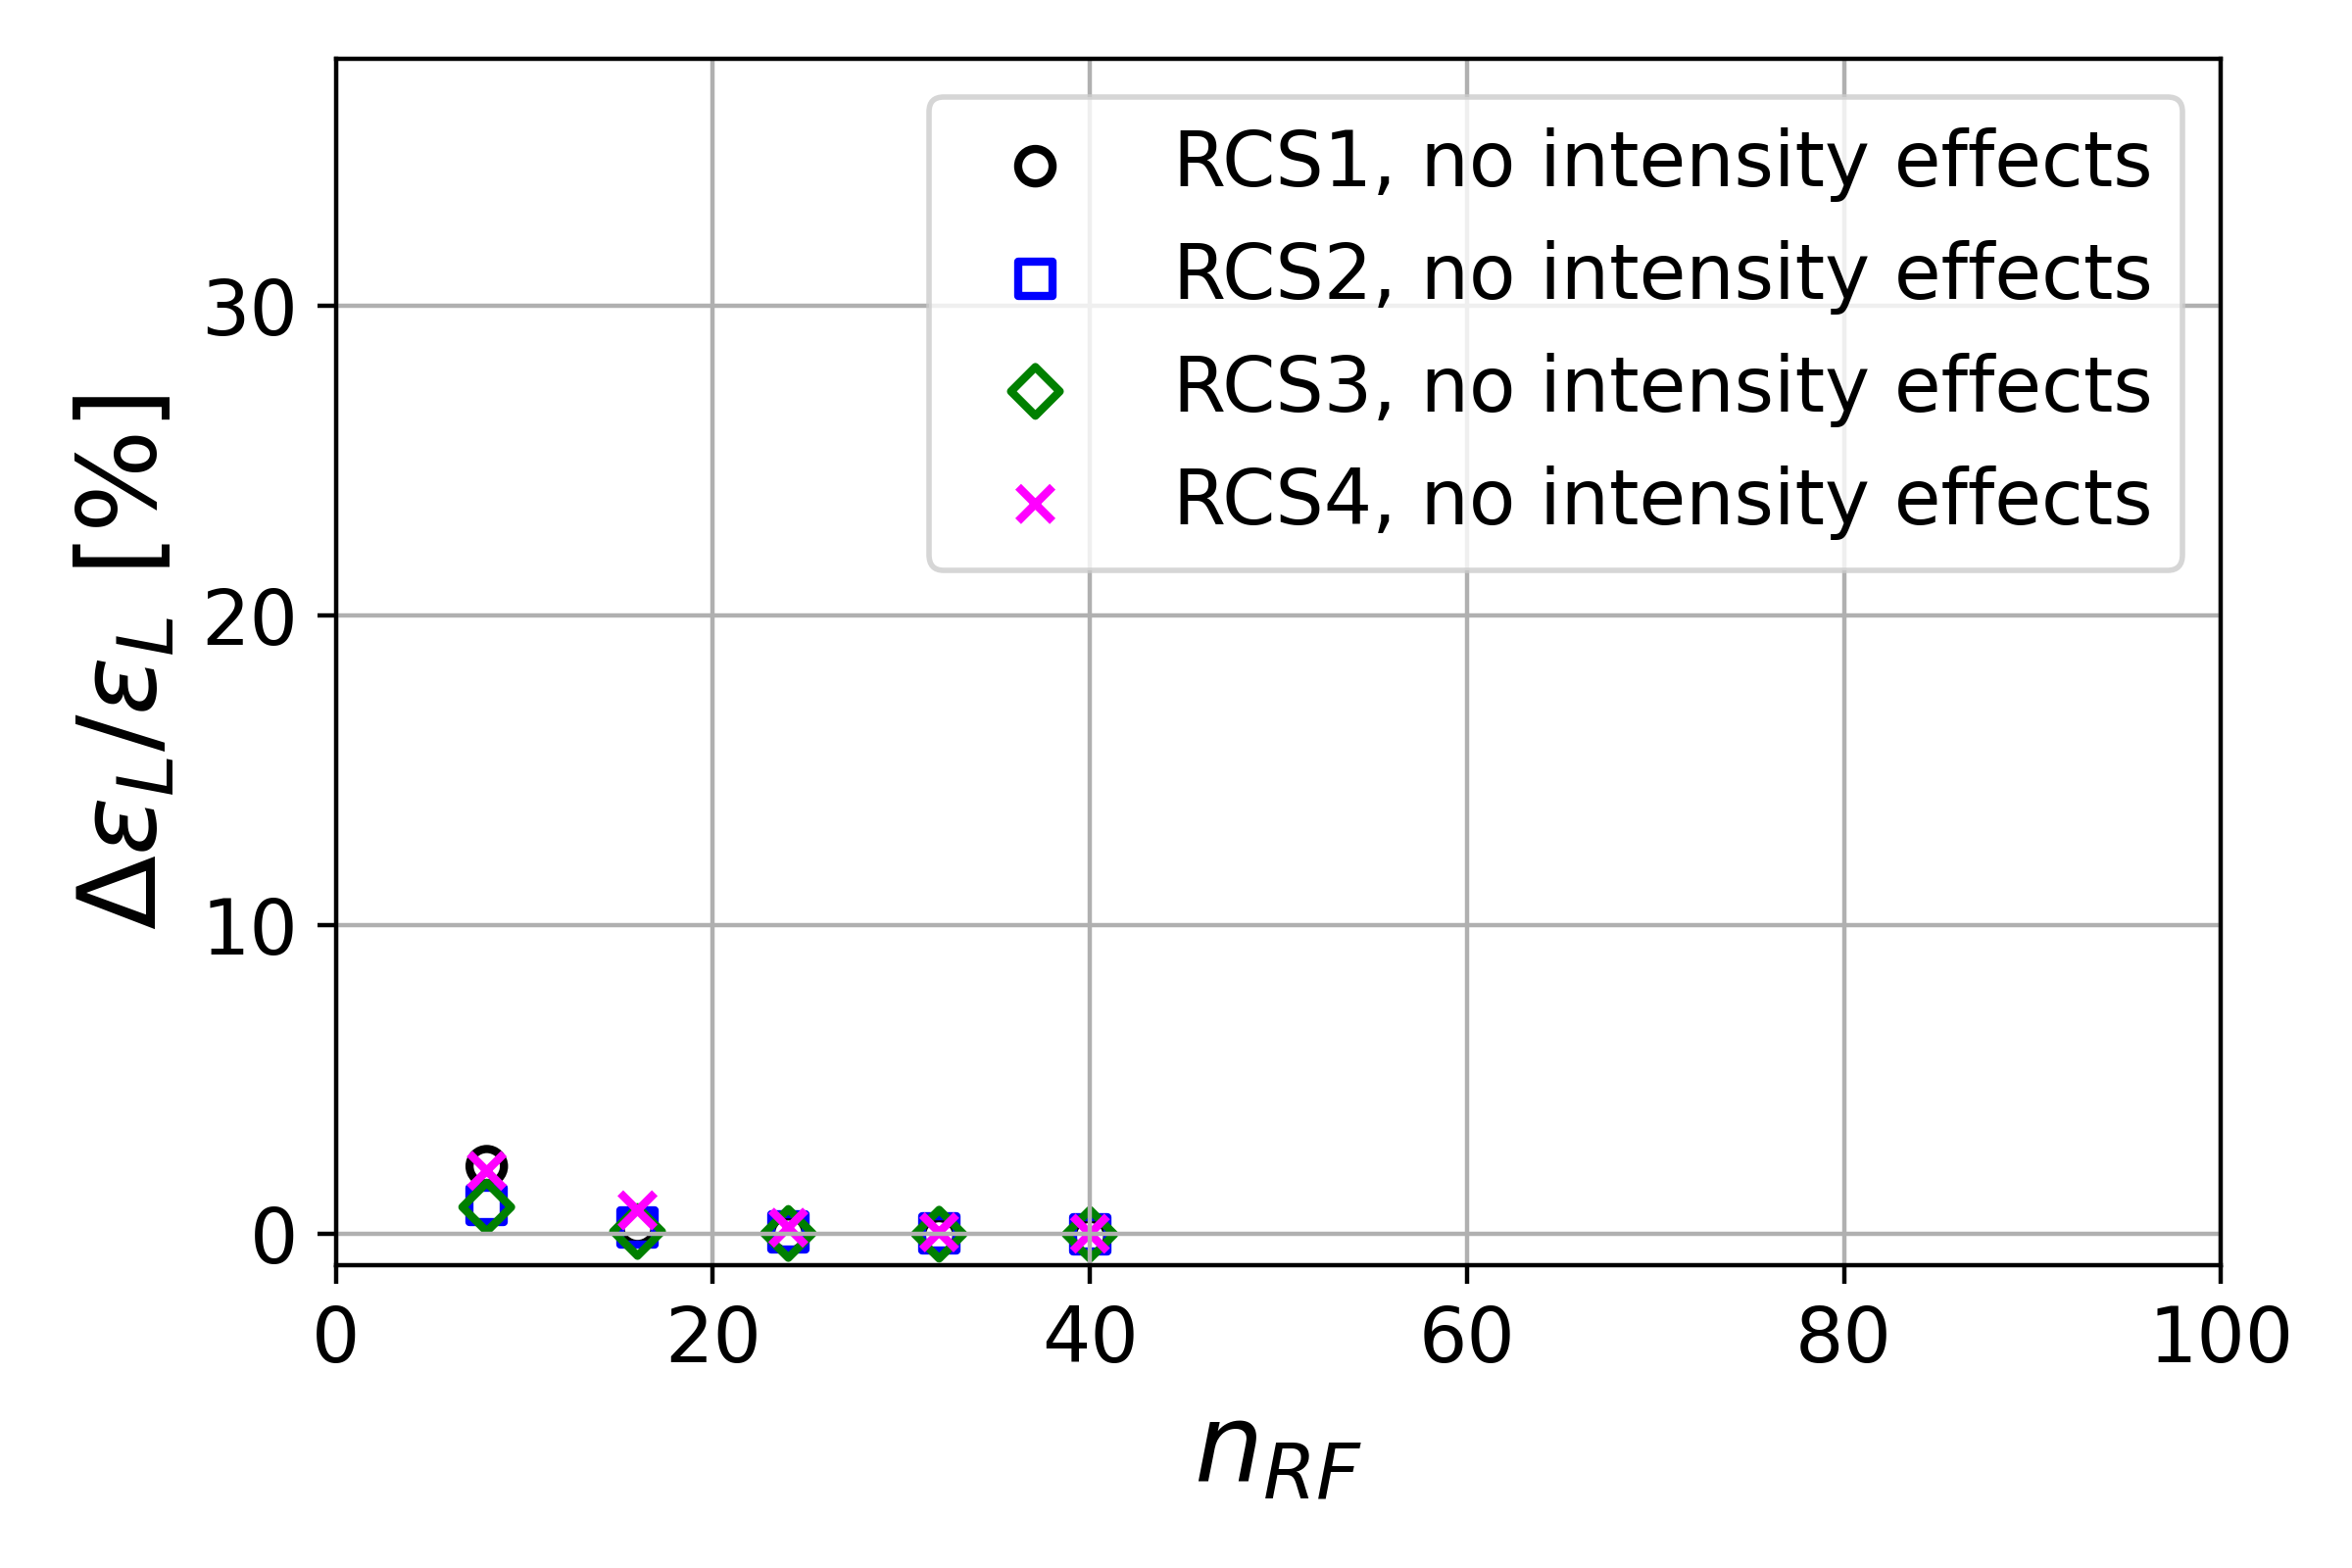 RCS1, no intensity effects
RCS2, no intensity effects
RCS3, no intensity effects
RCS4, no intensity effects
30
20
10
0
Δε_L/ε_L [%]
0 20 40 60 80 100
n_RF